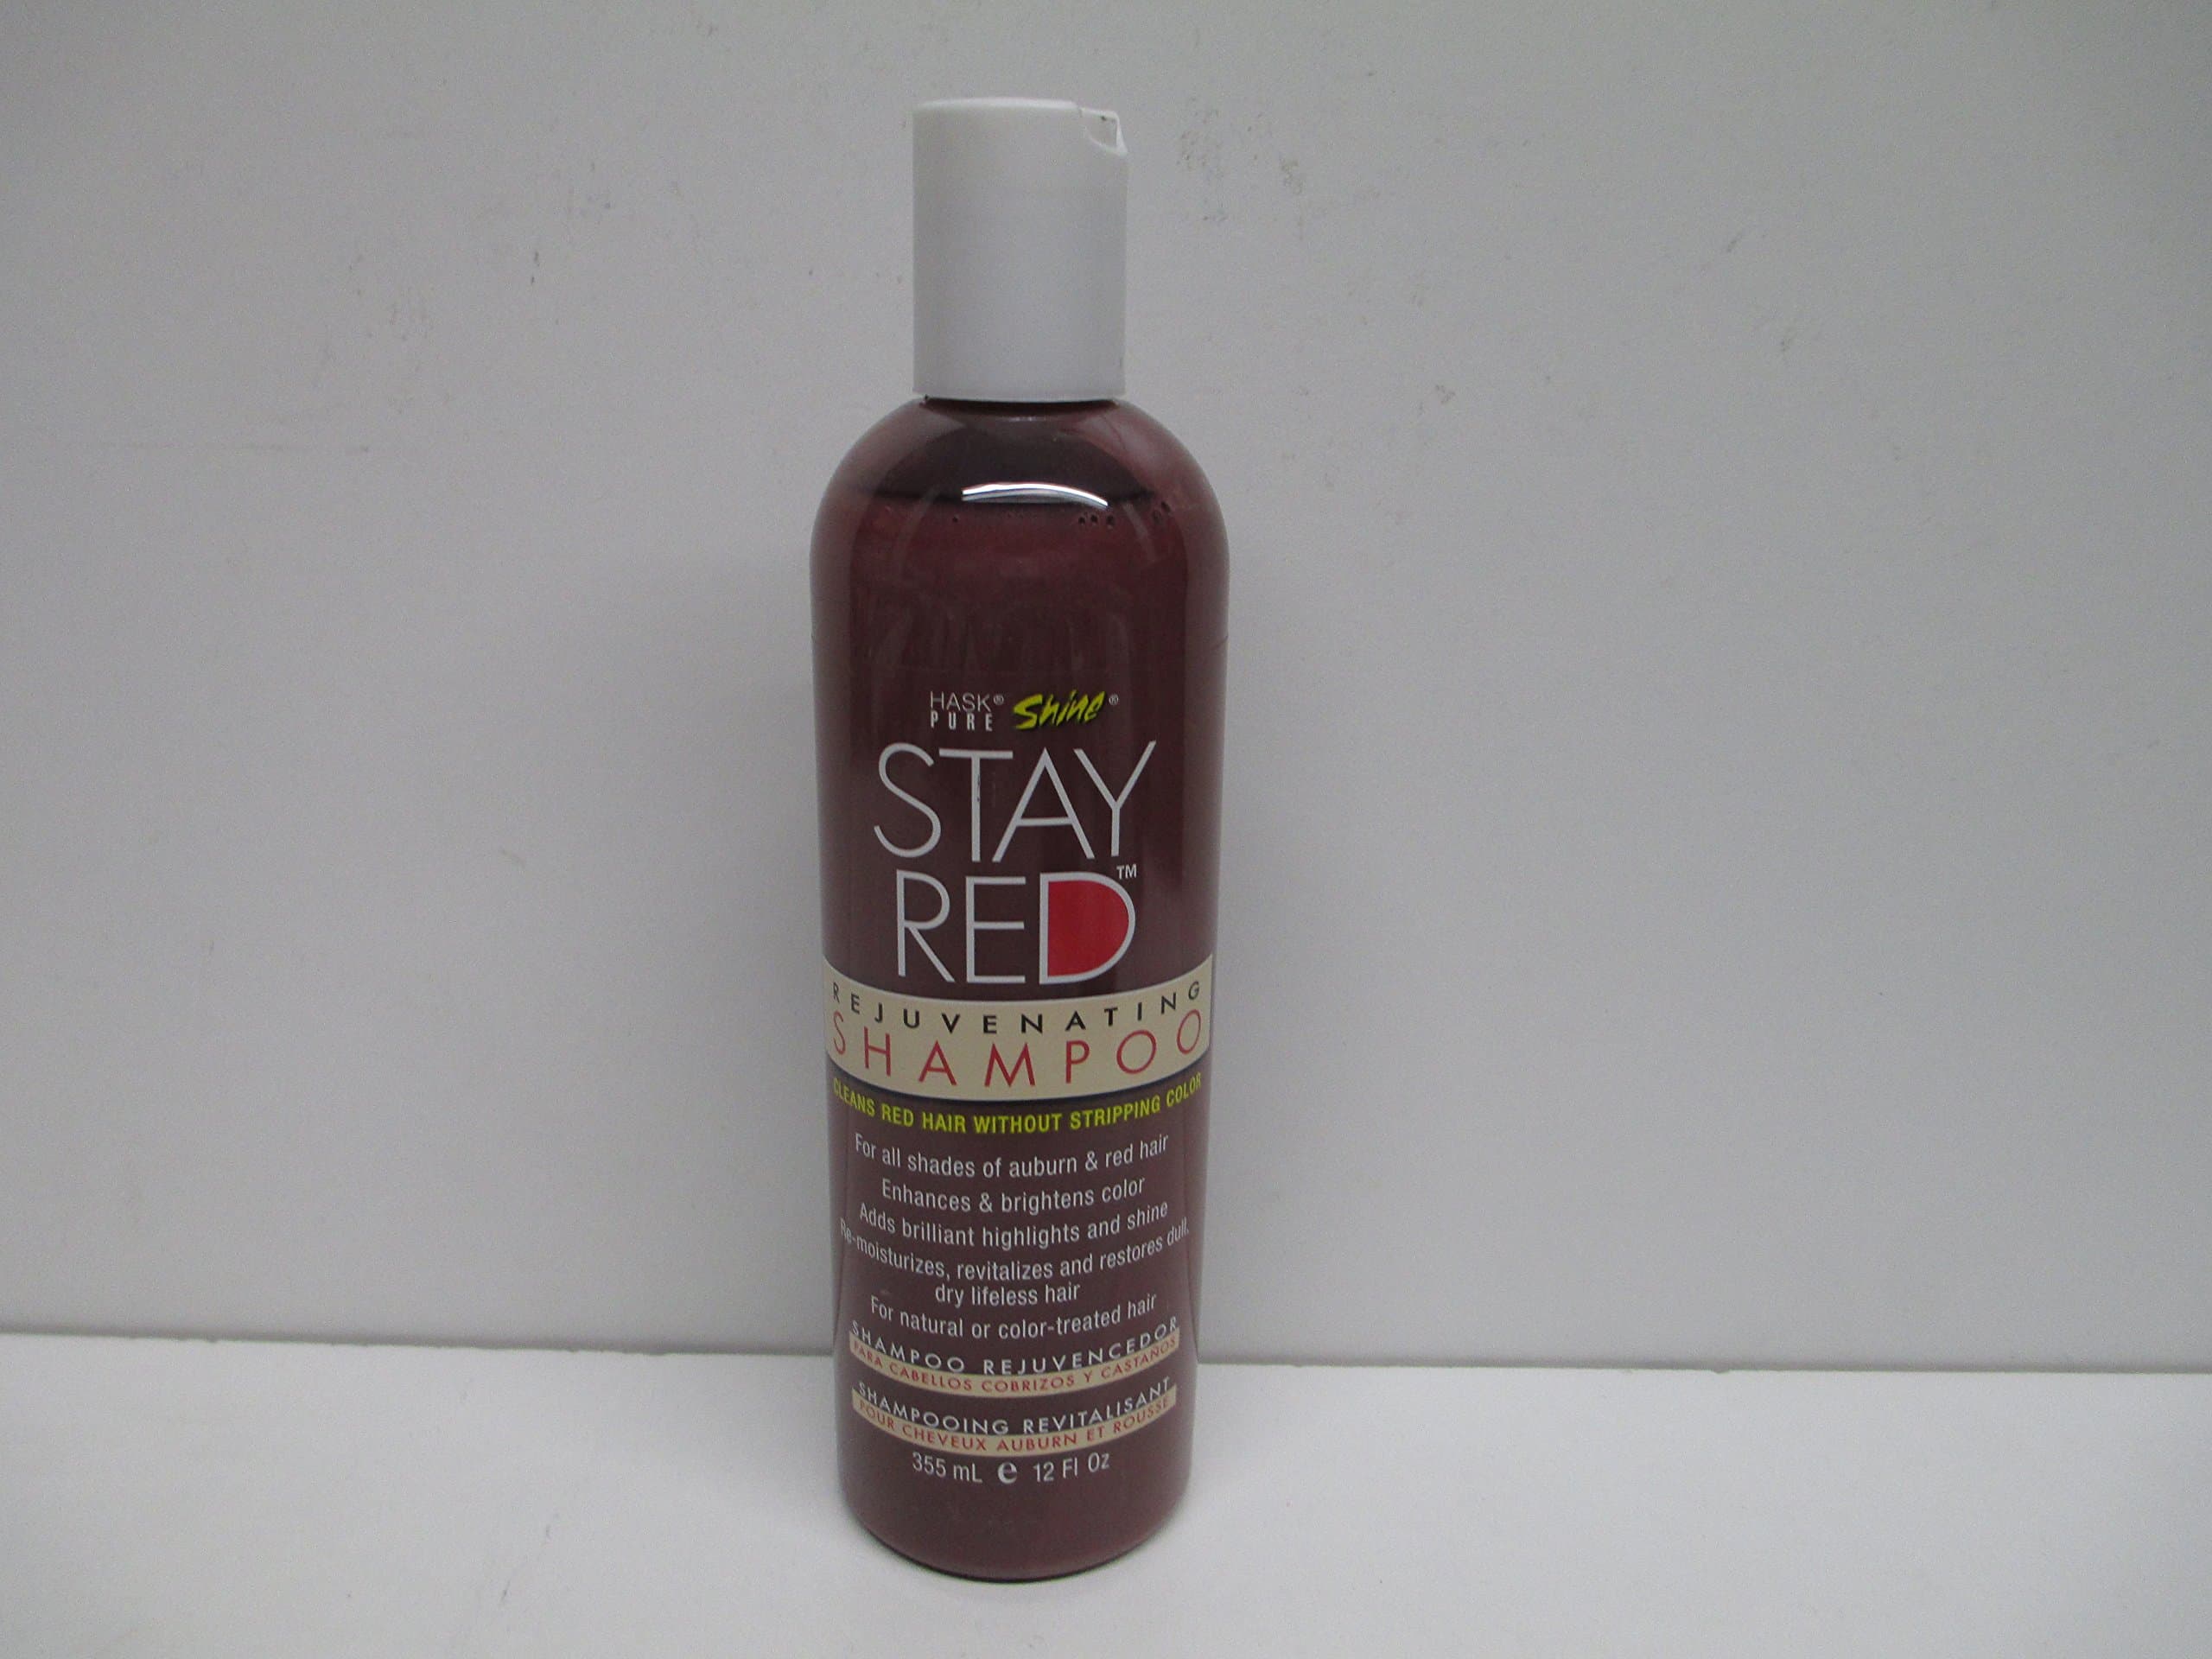 HASK® PURE Shine®
STAY
RED™
REJUVENATING
SHAMPOO
CLEANS RED HAIR WITHOUT STRIPPING COLOR
For all shades of auburn & red hair
Enhances & brightens color
Adds brilliant highlights and shine
Re-moisturizes, revitalizes and restores dull,
dry lifeless hair
For natural or color-treated hair
SHAMPOO REJUVENCEDOR
PARA CABELLOS COBRIZOS Y CASTAÑOS
SHAMPOOING REVITALISANT
POUR CHEVEUX AUBURN ET ROUSSE
355 mL e 12 Fl Oz